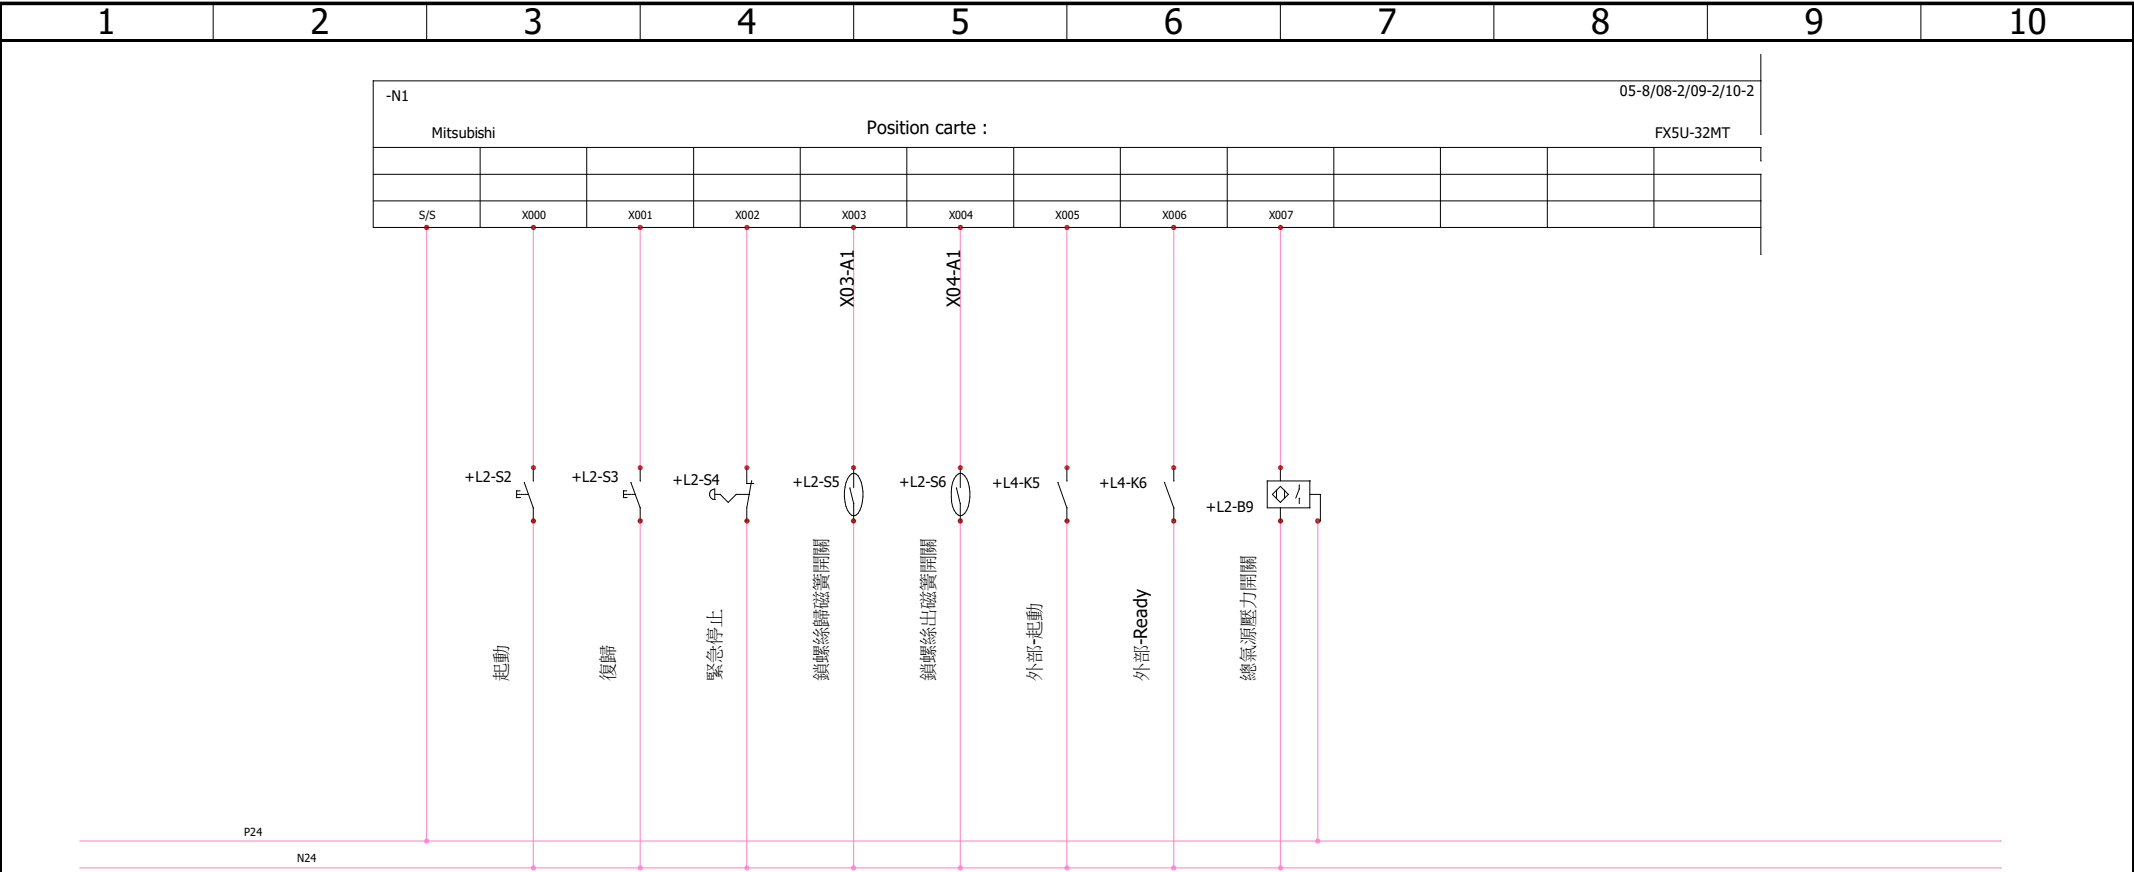 1 2 3 4 5 6 7 8 9 10
-N1 05-8/08-2/09-2/10-2
Mitsubishi Position carte : FX5U-32MT
S/S X000 X001 X002 X003 X004 X005 X006 X007
X03-A1
X04-A1
+L2-S2
+L2-S3
+L2-S4
+L2-S5
+L2-S6
+L4-K5
+L4-K6
+L2-B9
起動
復歸
緊急停止
鎖螺絲歸磁簧開關
鎖螺絲出磁簧開關
外部-起動
外部-Ready
總氣源壓力開關
P24
N24